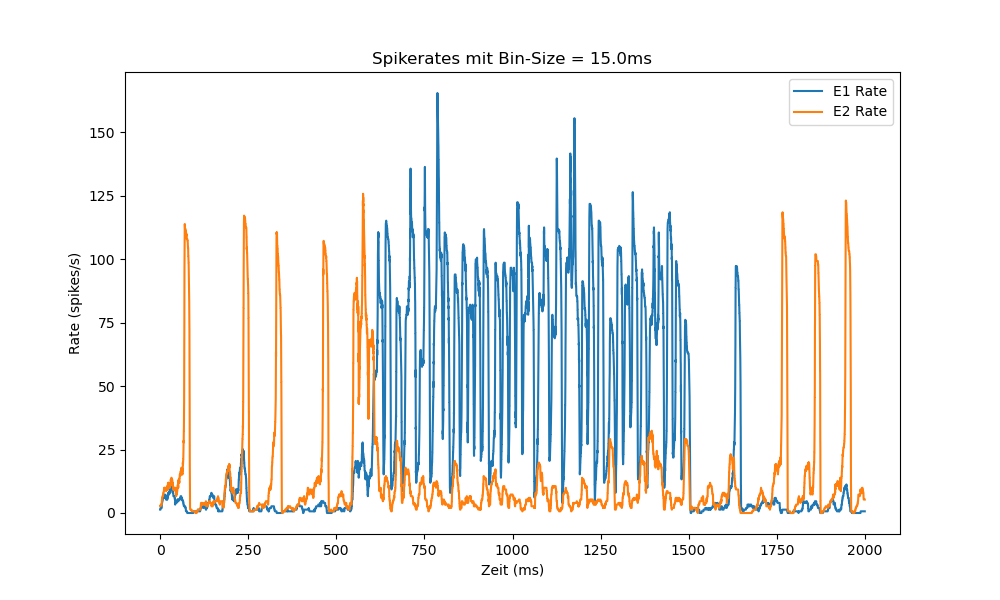 Spikerates mit Bin-Size = 15.0ms
E1 Rate
E2 Rate
Rate (spikes/s)
150
125
100
75
50
25
0
0 250 500 750 1000 1250 1500 1750 2000
Zeit (ms)